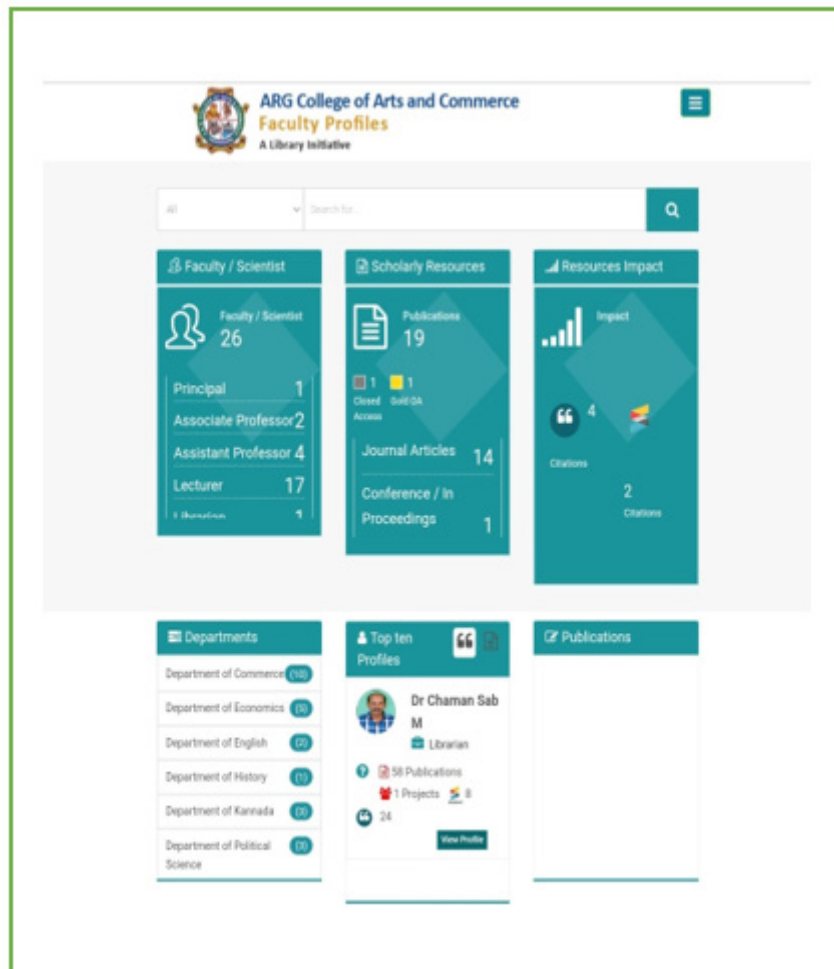 ARG College of Arts and Commerce
Faculty Profiles
A Library Initiative
All
Search for...
Faculty / Scientist
Faculty / Scientist
26
Principal 1
Associate Professor 2
Assistant Professor 4
Lecturer 17
Librarian 1
Scholarly Resources
Publications
19
1 1
Closed Access Gold OA
Journal Articles 14
Conference / In
Proceedings 1
Resources Impact
Impact
4
Citations
2
Citations
Departments
Department of Commerce (10)
Department of Economics (5)
Department of English (2)
Department of History (1)
Department of Kannada (3)
Department of Political (3)
Science
Top ten
Profiles
Dr Chaman Sab
M
Librarian
58 Publications
1 Projects 8
24
View Profile
Publications